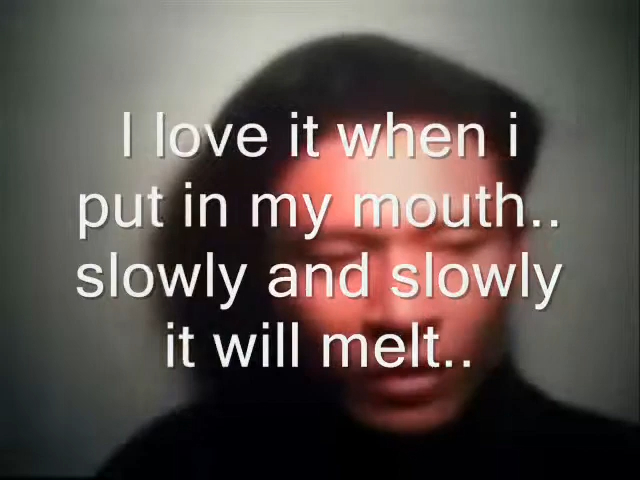 I love it when i
put in my mouth..
slowly and slowly
it will melt..